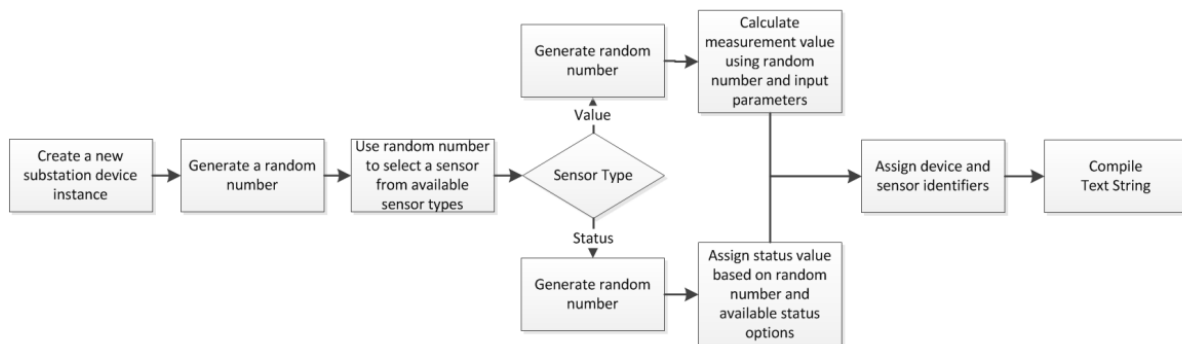 Create a new
substation device
instance
Generate a random
number
Use random number
to select a sensor
from available
sensor types
Sensor Type
Value
Generate random
number
Calculate
measurement value
using random
number and input
parameters
Status
Generate random
number
Assign status value
based on random
number and
available status
options
Assign device and
sensor identifiers
Compile
Text String